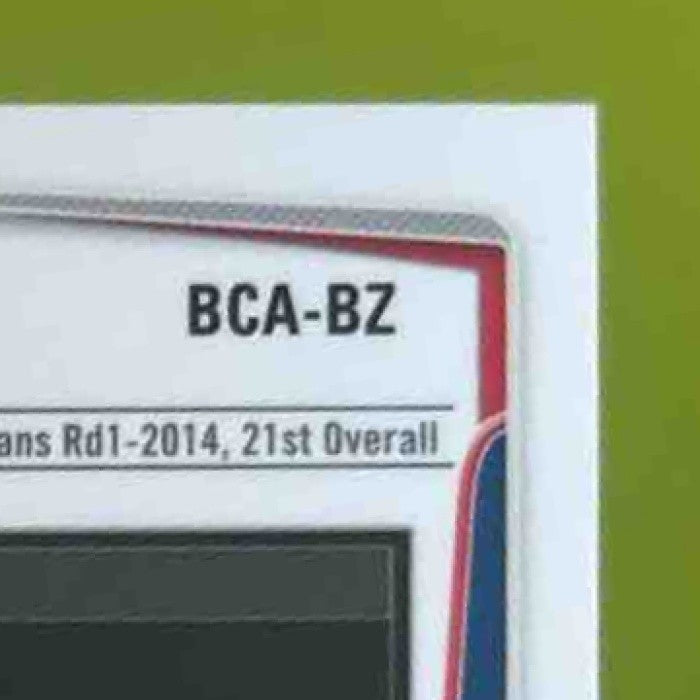 BCA-BZ
ans Rd1-2014, 21st Overall